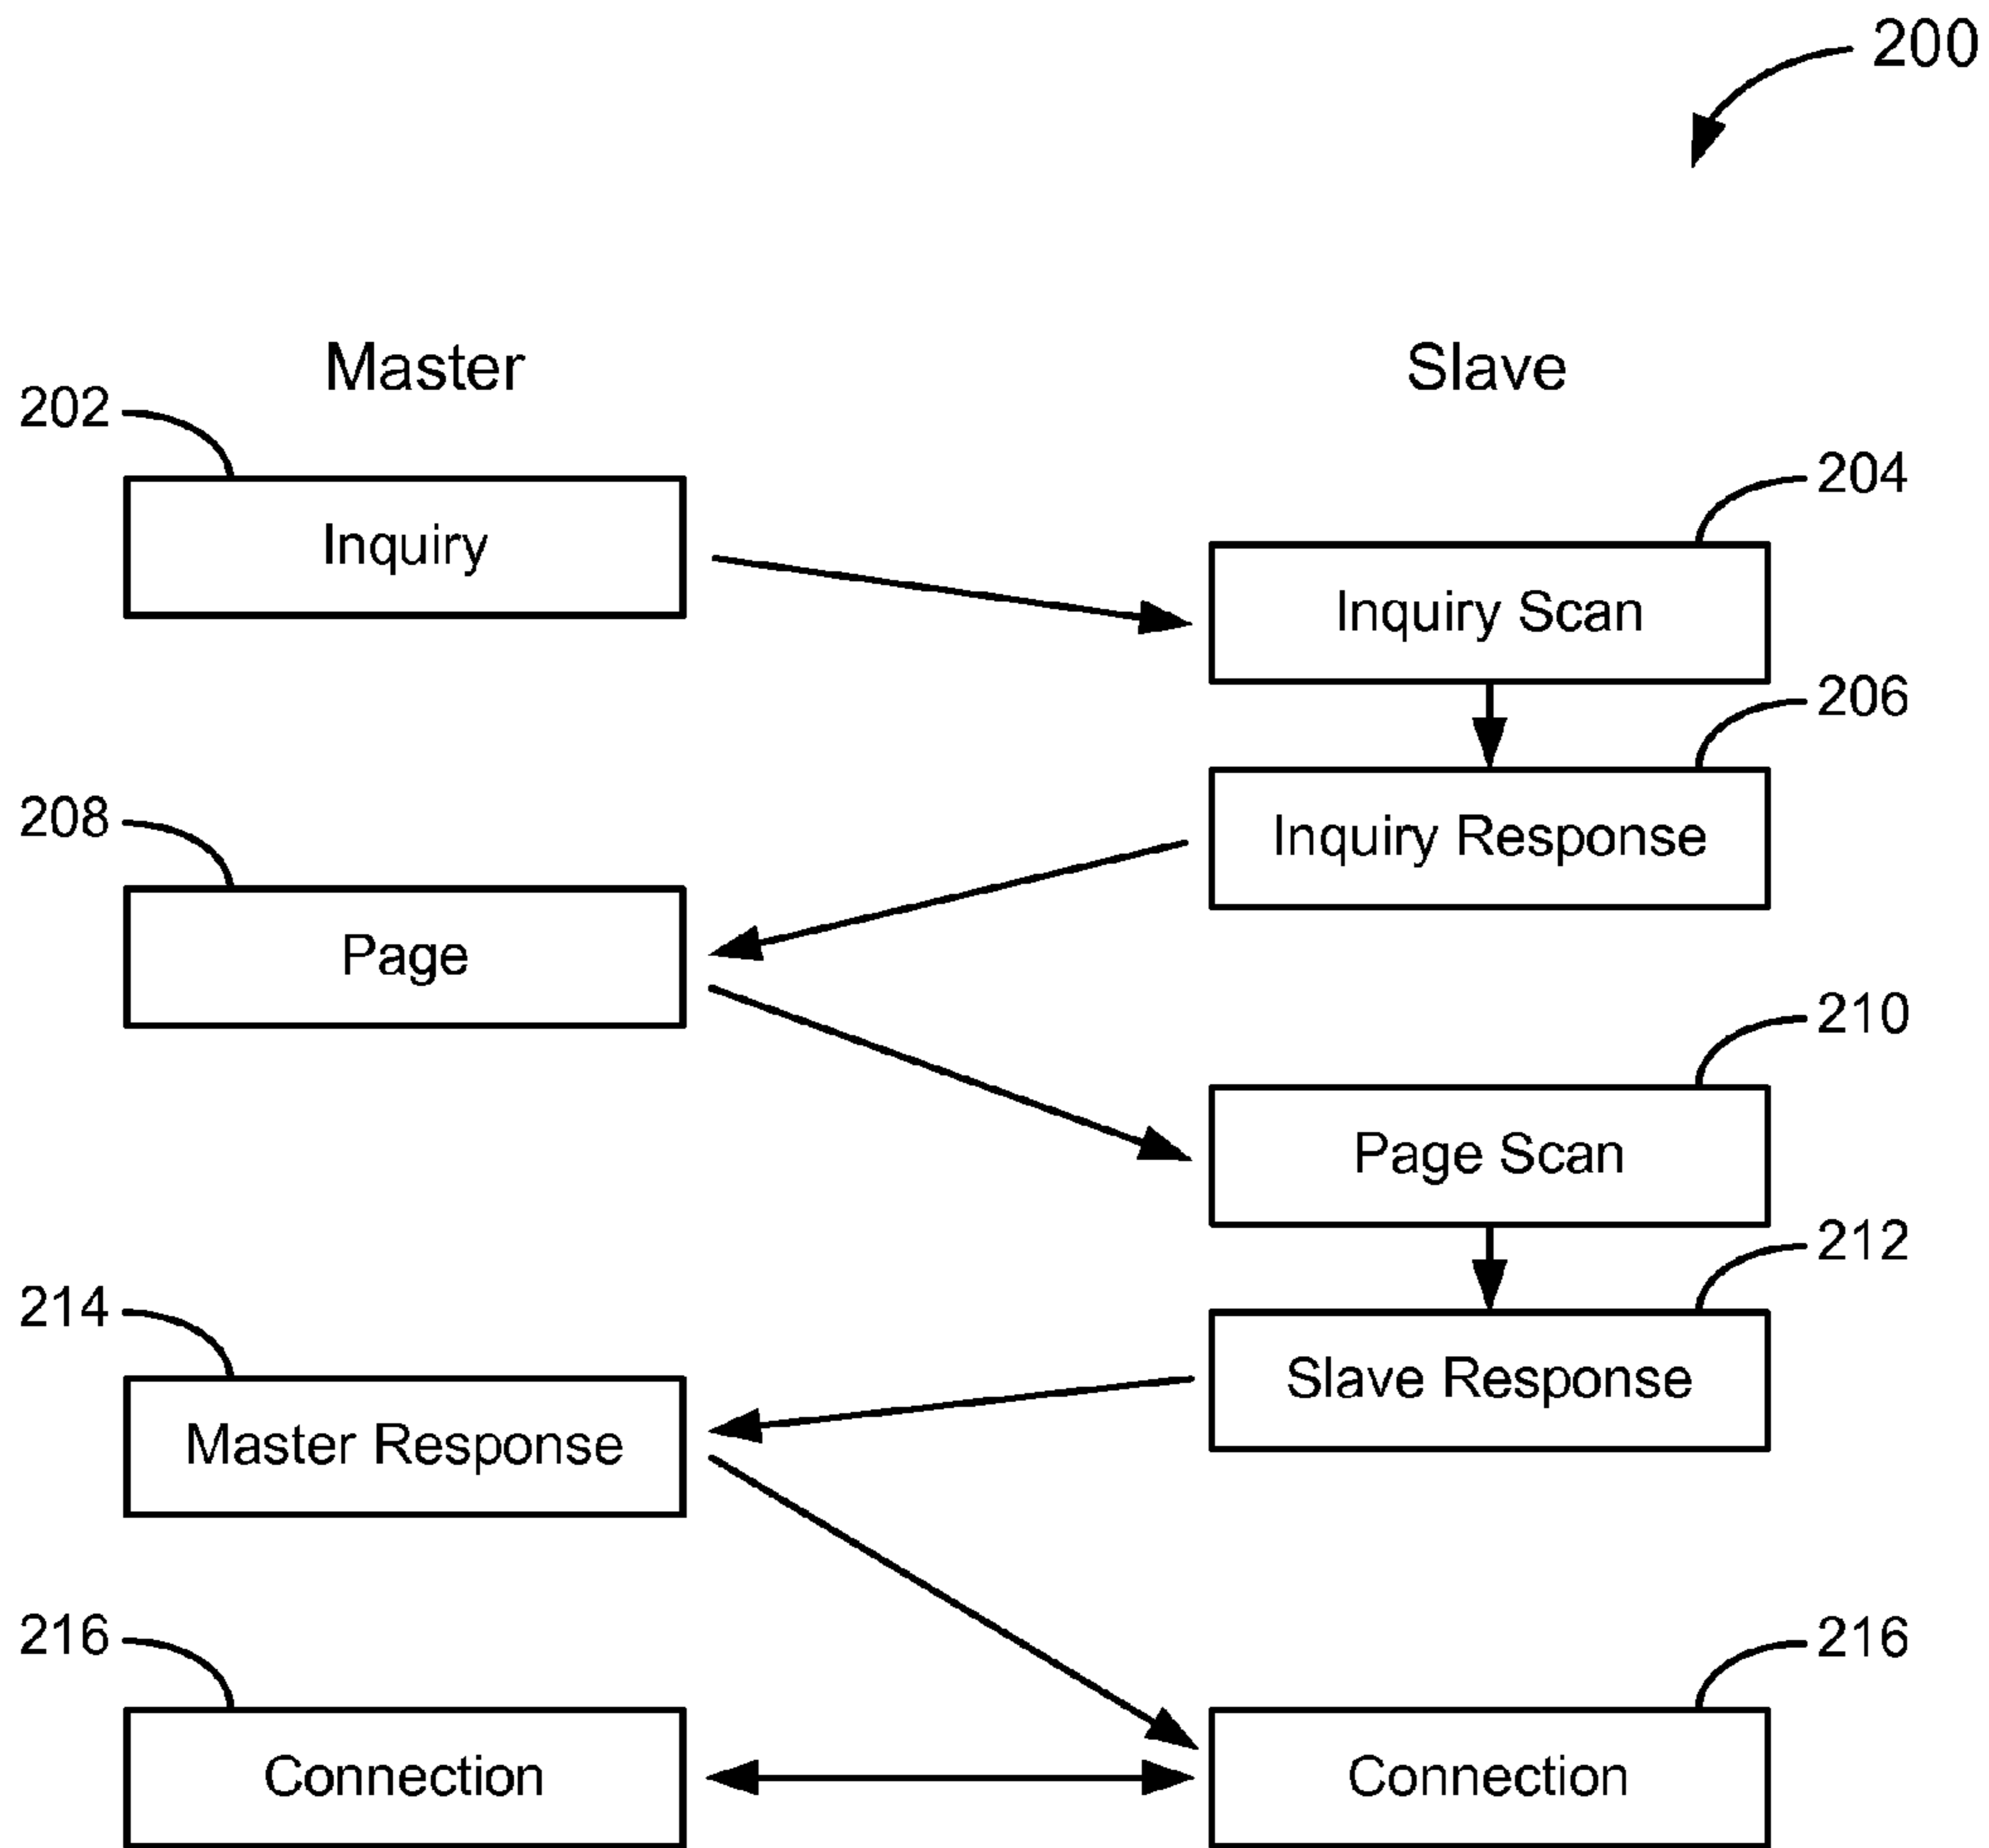 200
Master
Slave
202
204
Inquiry
Inquiry Scan
206
208
Inquiry Response
Page
210
Page Scan
212
214
Slave Response
Master Response
216
216
Connection
Connection